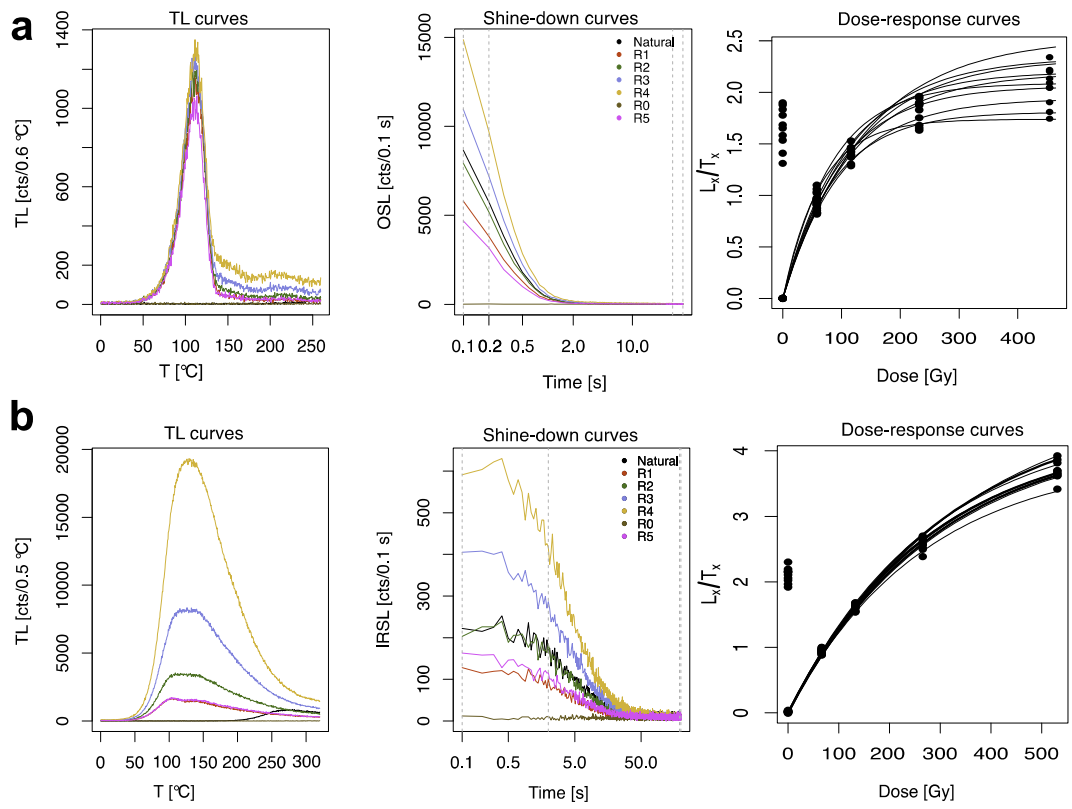 a
TL curves
TL [cts/0.6 °C]
0 200 400 600 800 1000 1400
0 50 100 150 200 250
T [°C]
Shine-down curves
OSL [cts/0.1 s]
0 5000 10000 15000
Natural
R1
R2
R3
R4
R0
R5
0.1 0.2 0.5 2.0 10.0
Time [s]
Dose-response curves
Lx/Tx
0.0 0.5 1.0 1.5 2.0 2.5
0 100 200 300 400
Dose [Gy]
b
TL curves
TL [cts/0.5 °C]
0 5000 10000 15000 20000
0 50 100 150 200 250 300
T [°C]
Shine-down curves
IRSL [cts/0.1 s]
0 100 300 500
Natural
R1
R2
R3
R4
R0
R5
0.1 0.5 5.0 50.0
Time [s]
Dose-response curves
Lx/Tx
0 1 2 3 4
0 100 200 300 400 500
Dose [Gy]